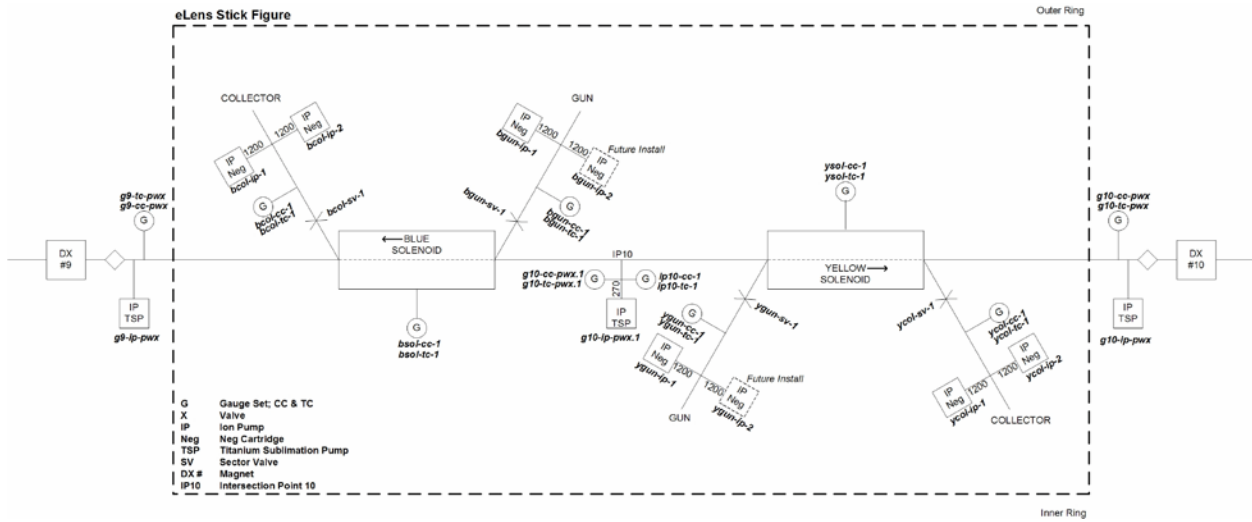 eLens Stick Figure
Outer Ring
COLLECTOR
GUN
IP
Neg
1200
bcol-ip-1
1200
IP
Neg
bcol-ip-2
IP
Neg
1200
bgun-ip-1
1200
Future Install
IP
Neg
bgun-ip-2
ysol-cc-1
ysol-tc-1
G
g9-tc-pwx
g9-cc-pwx
G
G
bcol-cc-1
bcol-tc-1
bcol-sv-1
bgun-sv-1
G
bgun-cc-1
bgun-tc-1
g10-cc-pwx
g10-tc-pwx
G
DX
#9
←BLUE
SOLENOID
IP10
YELLOW→
SOLENOID
DX
#10
g10-cc-pwx.1
g10-tc-pwx.1
G
G
ip10-cc-1
ip10-tc-1
270
IP
TSP
g10-ip-pwx.1
IP
TSP
g9-ip-pwx
G
bsol-cc-1
bsol-tc-1
ygun-sv-1
ygun-cc-1
ygun-tc-1
G
ycol-sv-1
G
ycol-cc-1
ycol-tc-1
IP
TSP
g10-ip-pwx
IP
Neg
1200
ygun-ip-1
1200
Future Install
IP
Neg
ygun-ip-2
GUN
IP
Neg
1200
ycol-ip-1
1200
IP
Neg
ycol-ip-2
COLLECTOR
G Gauge Set; CC & TC
X Valve
IP Ion Pump
Neg Neg Cartridge
TSP Titanium Sublimation Pump
SV Sector Valve
DX # Magnet
IP10 Intersection Point 10
Inner Ring